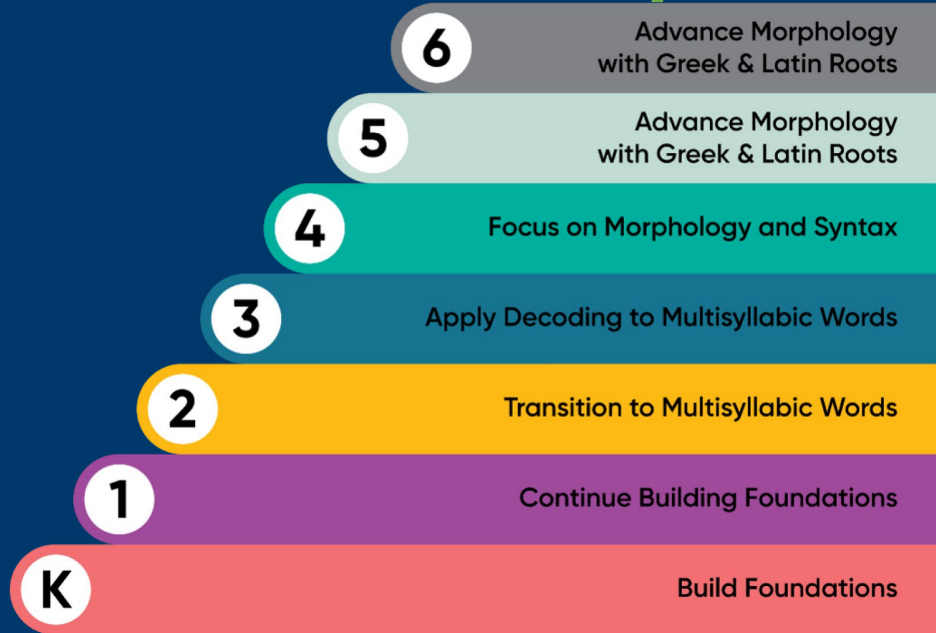 6
Advance Morphology
with Greek & Latin Roots
5
Advance Morphology
with Greek & Latin Roots
4
Focus on Morphology and Syntax
3
Apply Decoding to Multisyllabic Words
2
Transition to Multisyllabic Words
1
Continue Building Foundations
K
Build Foundations